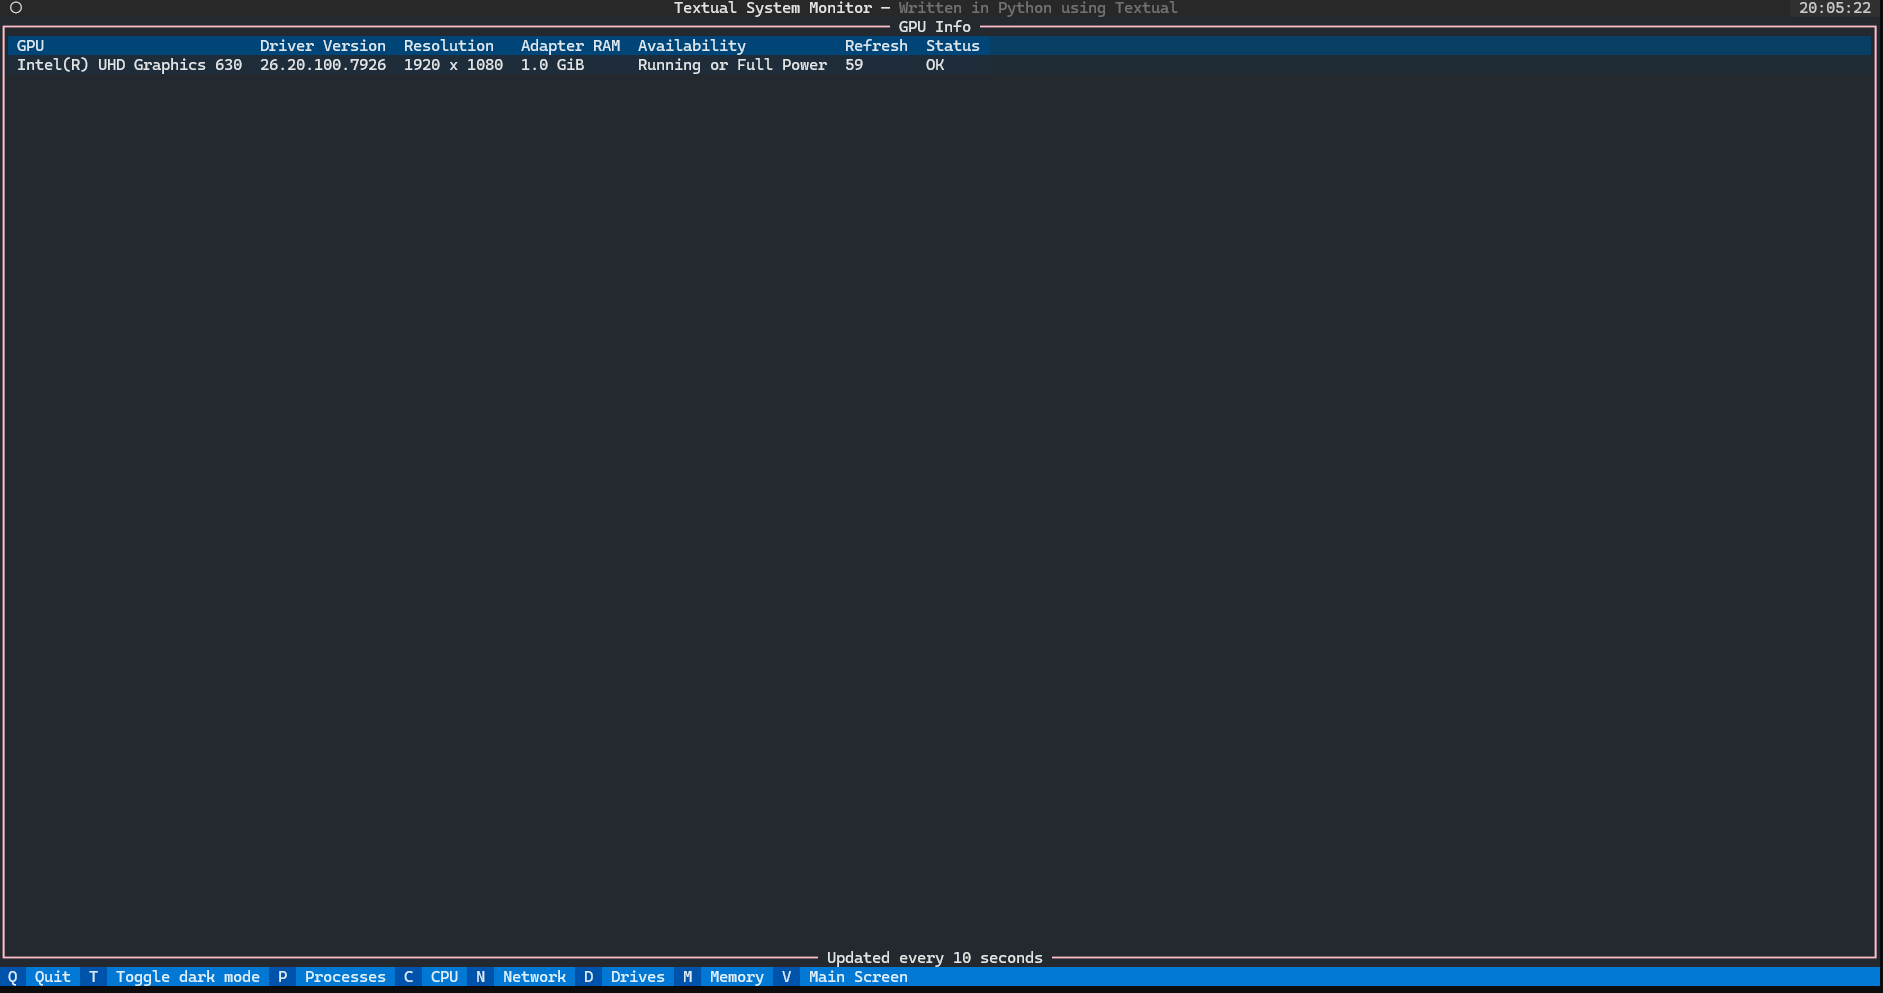 Textual System Monitor — Written in Python using Textual 20:05:22
GPU Info
GPU Driver Version Resolution Adapter RAM Availability Refresh Status
Intel(R) UHD Graphics 630 26.20.100.7926 1920 x 1080 1.0 GiB Running or Full Power 59 OK
Updated every 10 seconds
Q Quit T Toggle dark mode P Processes C CPU N Network D Drives M Memory V Main Screen